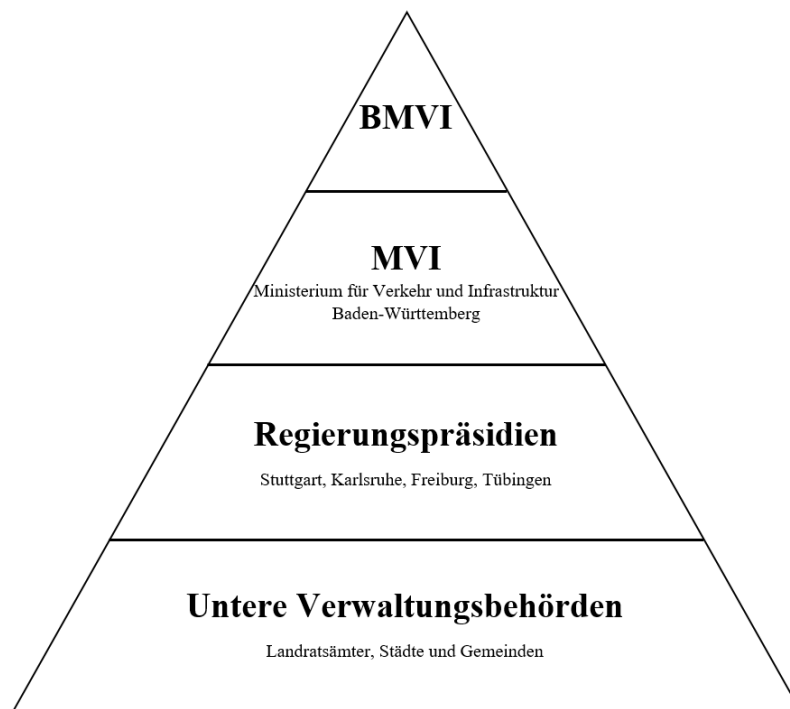 BMVI
MVI
Ministerium für Verkehr und Infrastruktur
Baden-Württemberg
Regierungspräsidien
Stuttgart, Karlsruhe, Freiburg, Tübingen
Untere Verwaltungsbehörden
Landratsämter, Städte und Gemeinden